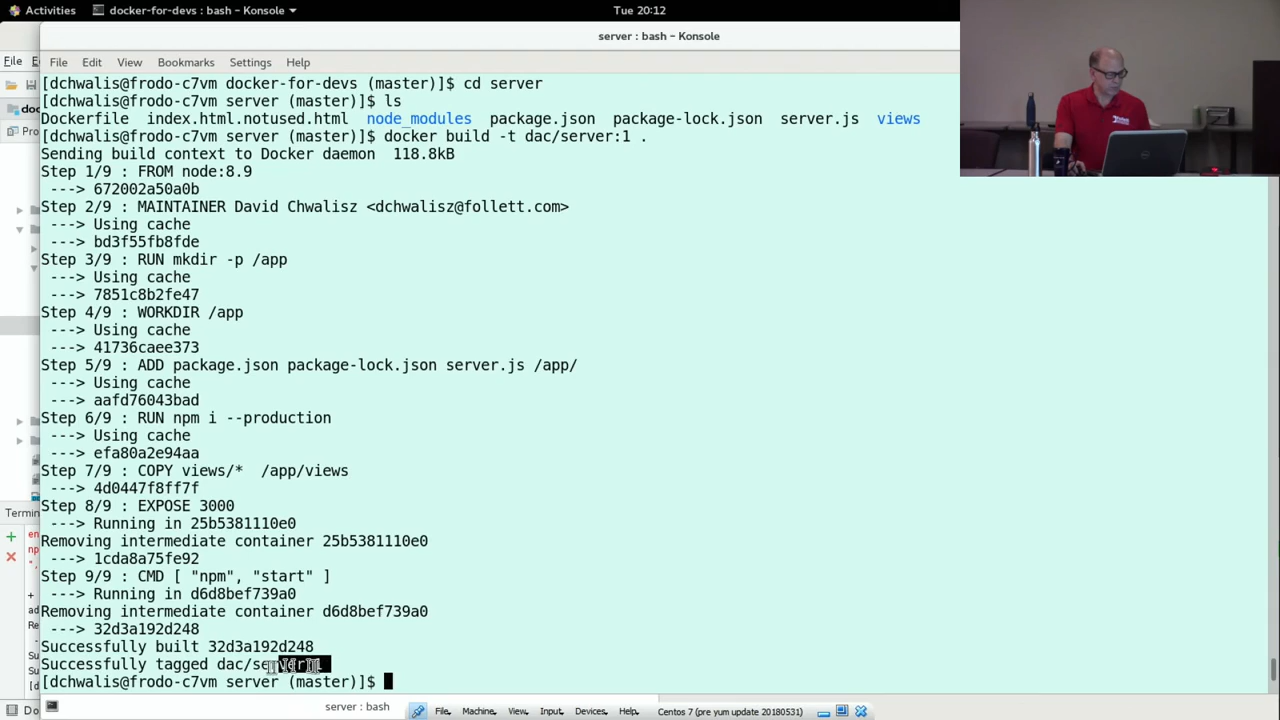 Activities docker-for-devs : bash – Konsole Tue 20:12
server : bash – Konsole
File Edit View Bookmarks Settings Help
File
[dchwalis@frodo-c7vm docker-for-devs (master)]$ cd server
[dchwalis@frodo-c7vm server (master)]$ ls
Dockerfile index.html.notused.html node_modules package.json package-lock.json server.js views
[dchwalis@frodo-c7vm server (master)]$ docker build -t dac/server:1 .
Sending build context to Docker daemon 118.8kB
Step 1/9 : FROM node:8.9
---> 672002a50a0b
Step 2/9 : MAINTAINER David Chwalisz <dchwalisz@follett.com>
---> Using cache
---> bd3f55fb8fde
Step 3/9 : RUN mkdir -p /app
---> Using cache
---> 7851c8b2fe47
Step 4/9 : WORKDIR /app
---> Using cache
---> 41736caee373
Step 5/9 : ADD package.json package-lock.json server.js /app/
---> Using cache
---> aafd76043bad
Step 6/9 : RUN npm i --production
---> Using cache
---> efa80a2e94aa
Step 7/9 : COPY views/* /app/views
---> 4d0447f8ff7f
Step 8/9 : EXPOSE 3000
---> Running in 25b5381110e0
Removing intermediate container 25b5381110e0
---> 1cda8a75fe92
Step 9/9 : CMD [ "npm", "start" ]
---> Running in d6d8bef739a0
Removing intermediate container d6d8bef739a0
---> 32d3a192d248
Successfully built 32d3a192d248
Successfully tagged dac/server:1
[dchwalis@frodo-c7vm server (master)]$
server : bash File, Machine, View, Input, Devices, Help, Centos 7 (pre yum update 20180531)